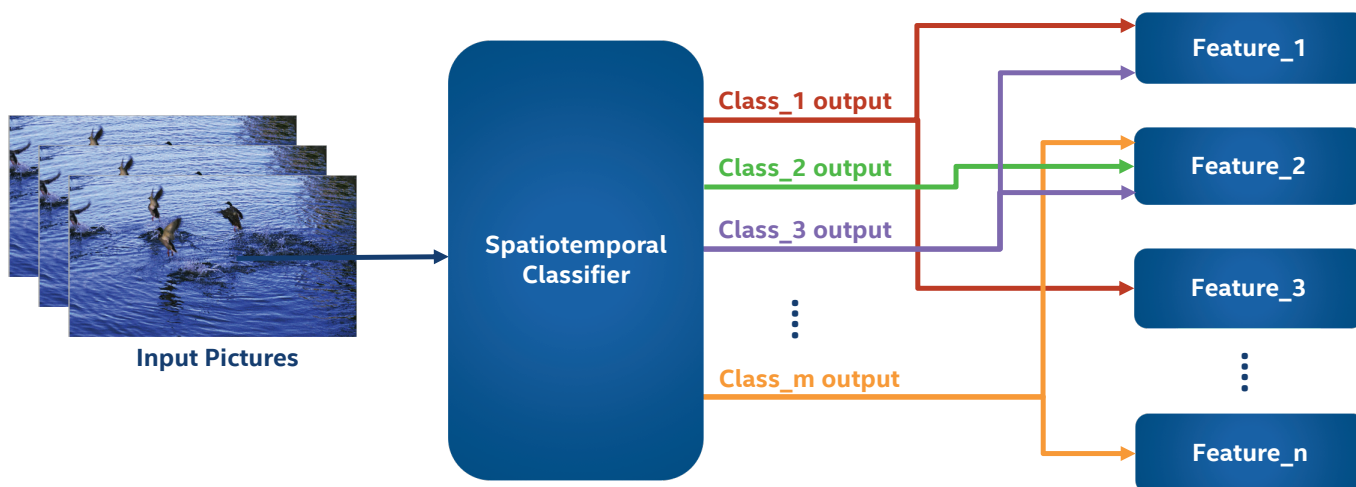 Input Pictures
Spatiotemporal
Classifier
Class_1 output
Class_2 output
Class_3 output
Class_m output
Feature_1
Feature_2
Feature_3
Feature_n